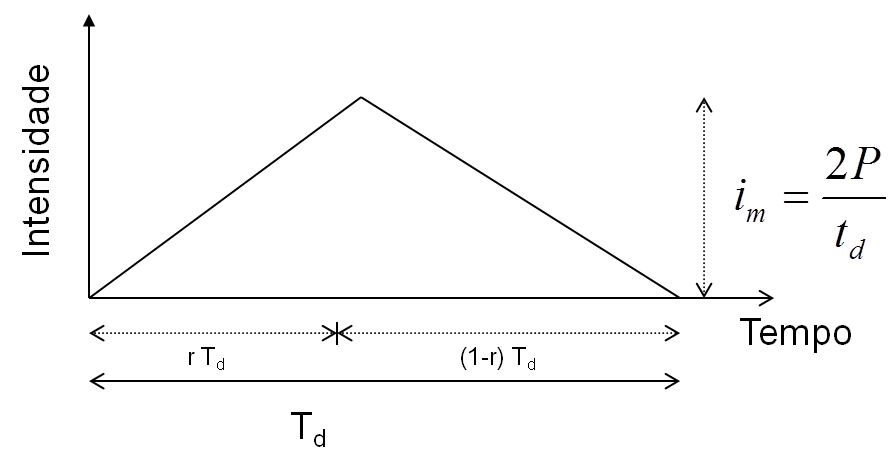 Intensidade
i_m = 2P / t_d
Tempo
r T_d
(1-r) T_d
T_d